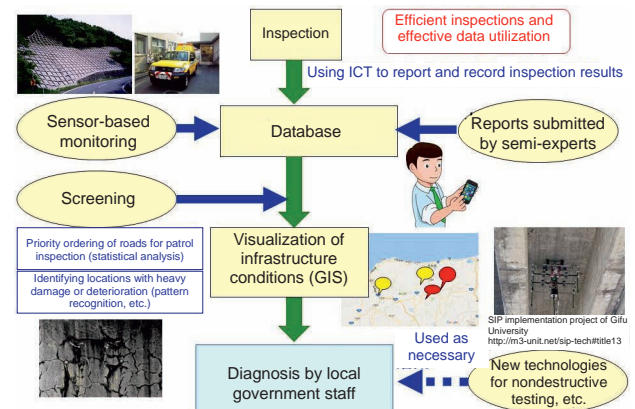 Inspection
Efficient inspections and
effective data utilization
Using ICT to report and record inspection results
Sensor-based
monitoring
Database
Reports submitted
by semi-experts
Screening
Priority ordering of roads for patrol
inspection (statistical analysis)
Identifying locations with heavy
damage or deterioration (pattern
recognition, etc.)
Visualization of
infrastructure
conditions (GIS)
SIP implementation project of Gifu
University
http://m3-unit.net/sip-tech#title13
Used as
necessary
Diagnosis by local
government staff
New technologies
for nondestructive
testing, etc.